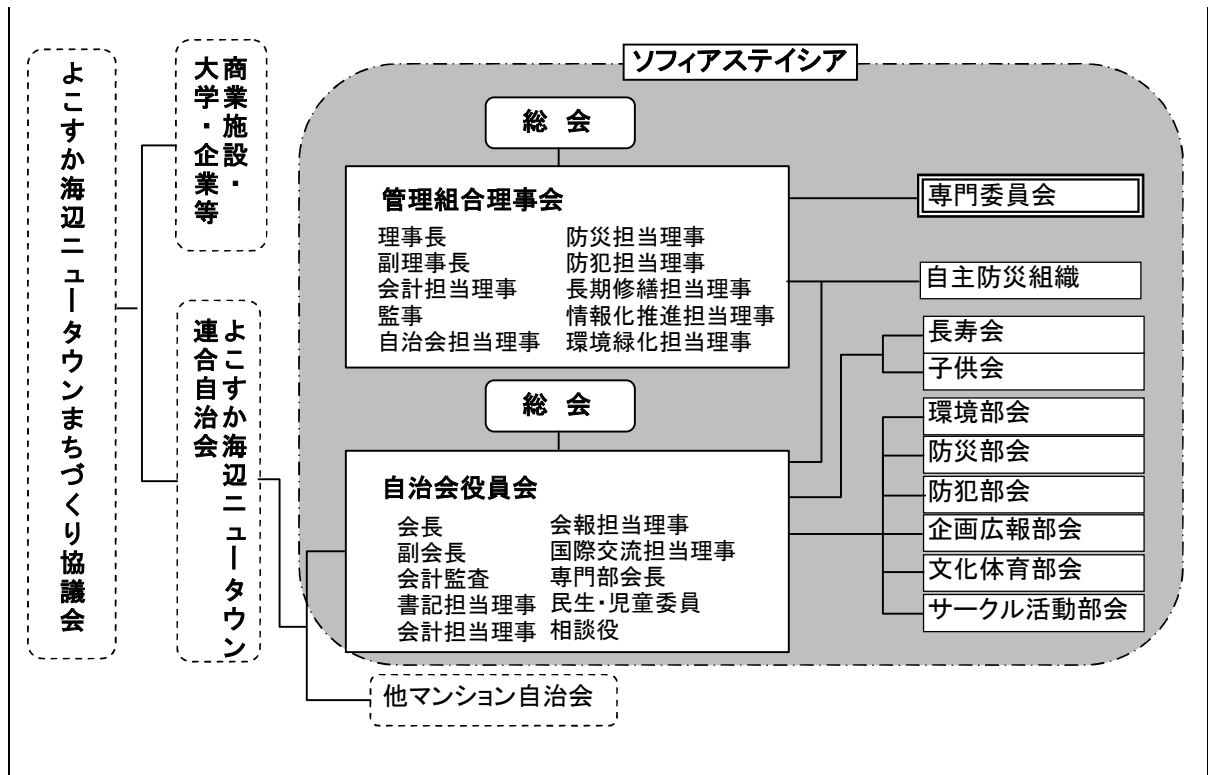 ソフィアステイシア
よこすか海辺ニュータウンまちづくり協議会
商業施設・
大学・企業等
よこすか海辺ニュータウン
連合自治会
総 会
管理組合理事会
理事長
副理事長
会計担当理事
監事
自治会担当理事
防災担当理事
防犯担当理事
長期修繕担当理事
情報化推進担当理事
環境緑化担当理事
総 会
自治会役員会
会長
副会長
会計監査
書記担当理事
会計担当理事
会報担当理事
国際交流担当理事
専門部会長
民生・児童委員
相談役
他マンション自治会
専門委員会
自主防災組織
長寿会
子供会
環境部会
防災部会
防犯部会
企画広報部会
文化体育部会
サークル活動部会